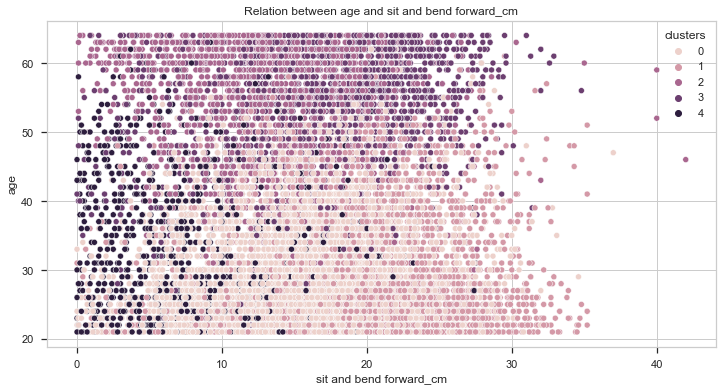 Relation between age and sit and bend forward_cm
clusters
0
1
2
3
4
60
50
40
30
20
age
0 10 20 30 40
sit and bend forward_cm